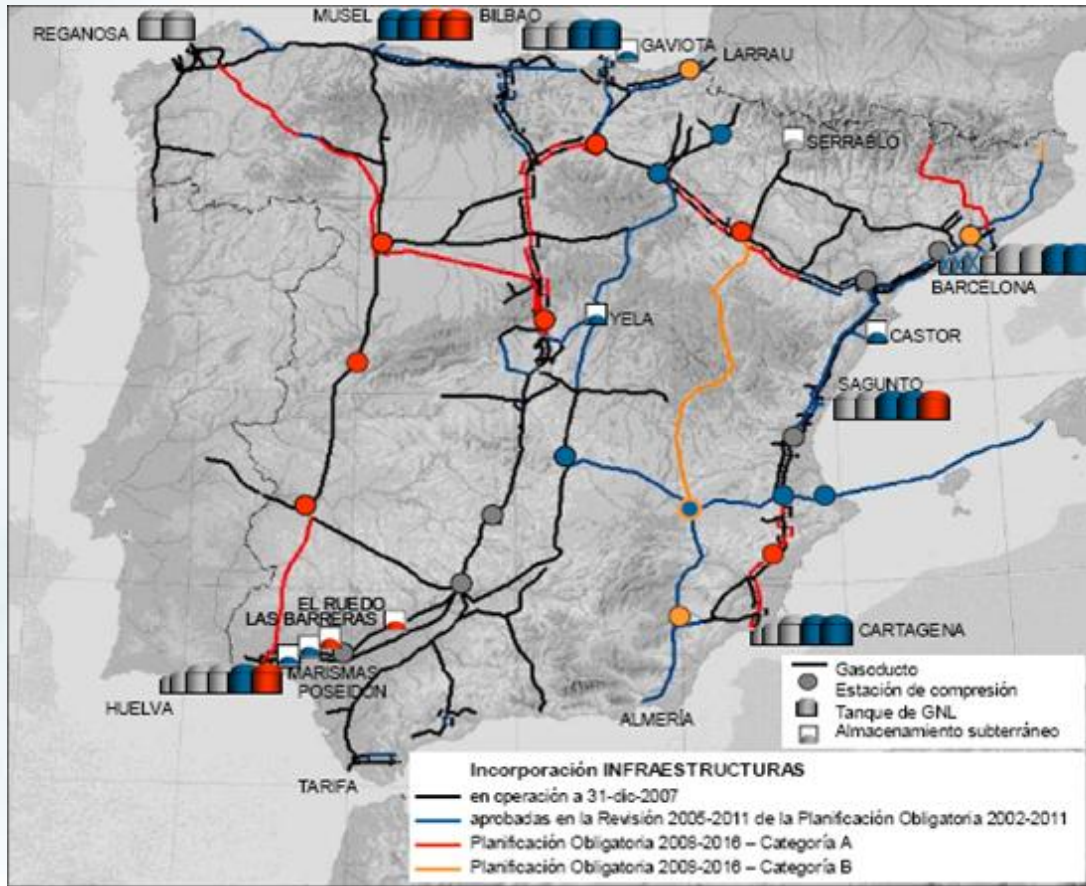 REGANOSA
MUSEL
BILBAO
GAVIOTA
LARRAU
SERRABLO
BARCELONA
YELA
CASTOR
SAGUNTO
EL RUEDO
LAS BARRERAS
MARISMAS
POSEIDÓN
HUELVA
CARTAGENA
ALMERÍA
TARIFA
Gasoducto
Estación de compresión
Tanque de GNL
Almacenamiento subterráneo
Incorporación INFRAESTRUCTURAS
en operación a 31-dic-2007
aprobadas en la Revisión 2005-2011 de la Planificación Obligatoria 2002-2011
Planificación Obligatoria 2008-2016 – Categoría A
Planificación Obligatoria 2008-2016 – Categoría B